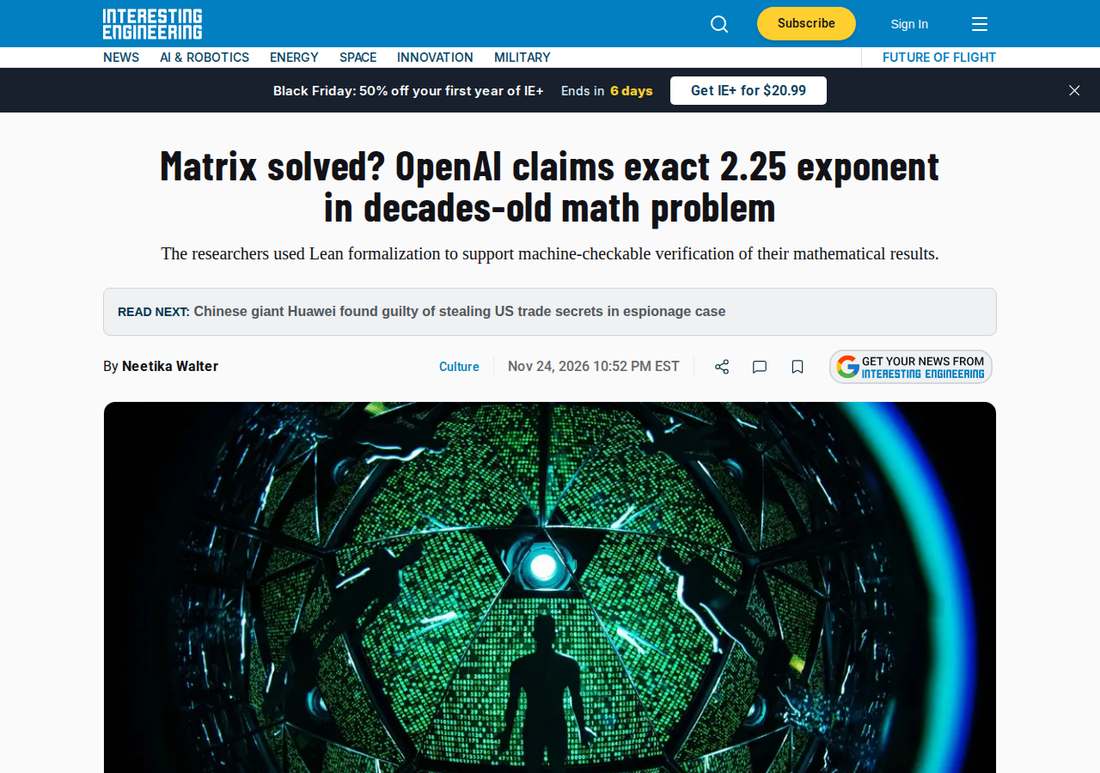 INTERESTING
ENGINEERING
Subscribe
Sign In
NEWS AI & ROBOTICS ENERGY SPACE INNOVATION MILITARY FUTURE OF FLIGHT
Black Friday: 50% off your first year of IE+ Ends in 6 days Get IE+ for $20.99
Matrix solved? OpenAI claims exact 2.25 exponent
in decades-old math problem
The researchers used Lean formalization to support machine-checkable verification of their mathematical results.
READ NEXT: Chinese giant Huawei found guilty of stealing US trade secrets in espionage case
By Neetika Walter
Culture
Nov 24, 2026 10:52 PM EST
GET YOUR NEWS FROM
INTERESTING ENGINEERING